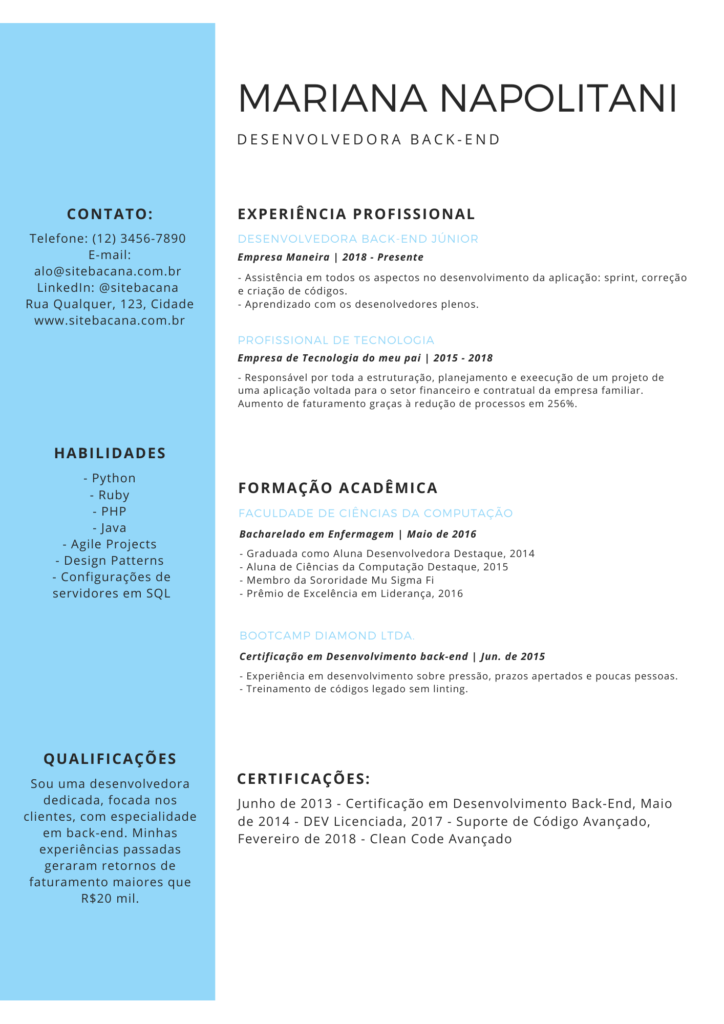 MARIANA NAPOLITANI
DESENVOLVEDORA BACK-END
CONTATO:
Telefone: (12) 3456-7890
E-mail:
alo@sitebacana.com.br
LinkedIn: @sitebacana
Rua Qualquer, 123, Cidade
www.sitebacana.com.br
HABILIDADES
- Python
- Ruby
- PHP
- Java
- Agile Projects
- Design Patterns
- Configurações de
servidores em SQL
QUALIFICAÇÕES
Sou uma desenvolvedora
dedicada, focada nos
clientes, com especialidade
em back-end. Minhas
experiências passadas
geraram retornos de
faturamento maiores que
R$20 mil.
EXPERIÊNCIA PROFISSIONAL
DESENVOLVEDORA BACK-END JÚNIOR
Empresa Maneira | 2018 - Presente
- Assistência em todos os aspectos no desenvolvimento da aplicação: sprint, correção
e criação de códigos.
- Aprendizado com os desenolvedores plenos.
PROFISSIONAL DE TECNOLOGIA
Empresa de Tecnologia do meu pai | 2015 - 2018
- Responsável por toda a estruturação, planejamento e exeecução de um projeto de
uma aplicação voltada para o setor financeiro e contratual da empresa familiar.
Aumento de faturamento graças à redução de processos em 256%.
FORMAÇÃO ACADÊMICA
FACULDADE DE CIÊNCIAS DA COMPUTAÇÃO
Bacharelado em Enfermagem | Maio de 2016
- Graduada como Aluna Desenvolvedora Destaque, 2014
- Aluna de Ciências da Computação Destaque, 2015
- Membro da Sororidade Mu Sigma Fi
- Prêmio de Excelência em Liderança, 2016
BOOTCAMP DIAMOND LTDA.
Certificação em Desenvolvimento back-end | Jun. de 2015
- Experiência em desenvolvimento sobre pressão, prazos apertados e poucas pessoas.
- Treinamento de códigos legado sem linting.
CERTIFICAÇÕES:
Junho de 2013 - Certificação em Desenvolvimento Back-End, Maio
de 2014 - DEV Licenciada, 2017 - Suporte de Código Avançado,
Fevereiro de 2018 - Clean Code Avançado